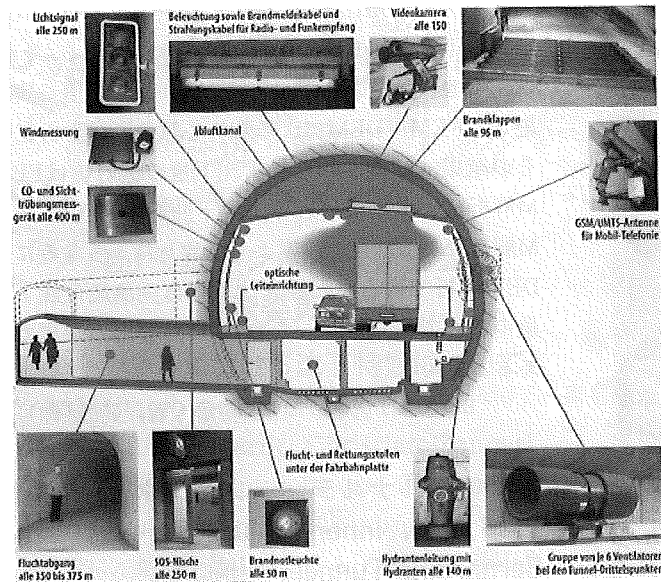 Lichtsignal
alle 250 m
Beleuchtung sowie Brandmeldekabel und
Strahlungskabel für Radio- und Funkempfang
Videokamera
alle 150
Brandklappen
alle 96 m
Windmessung
Abluftkanal
CO- und Sicht-
trübungsmess-
gerät alle 400 m
GSM/UMTS-Antenne
für Mobil-Telefonie
optische
Leiteinrichtung
Flucht- und Rettungsstollen
unter der Fahrbahnplatte
Fluchtabgang
alle 350 bis 375 m
SOS-Nische
alle 250 m
Brandnotleuchte
alle 50 m
Hydrantenleitung mit
Hydranten alle 140 m
Gruppe von je 6 Ventilatoren
bei den Tunnel-Drittelspunkten